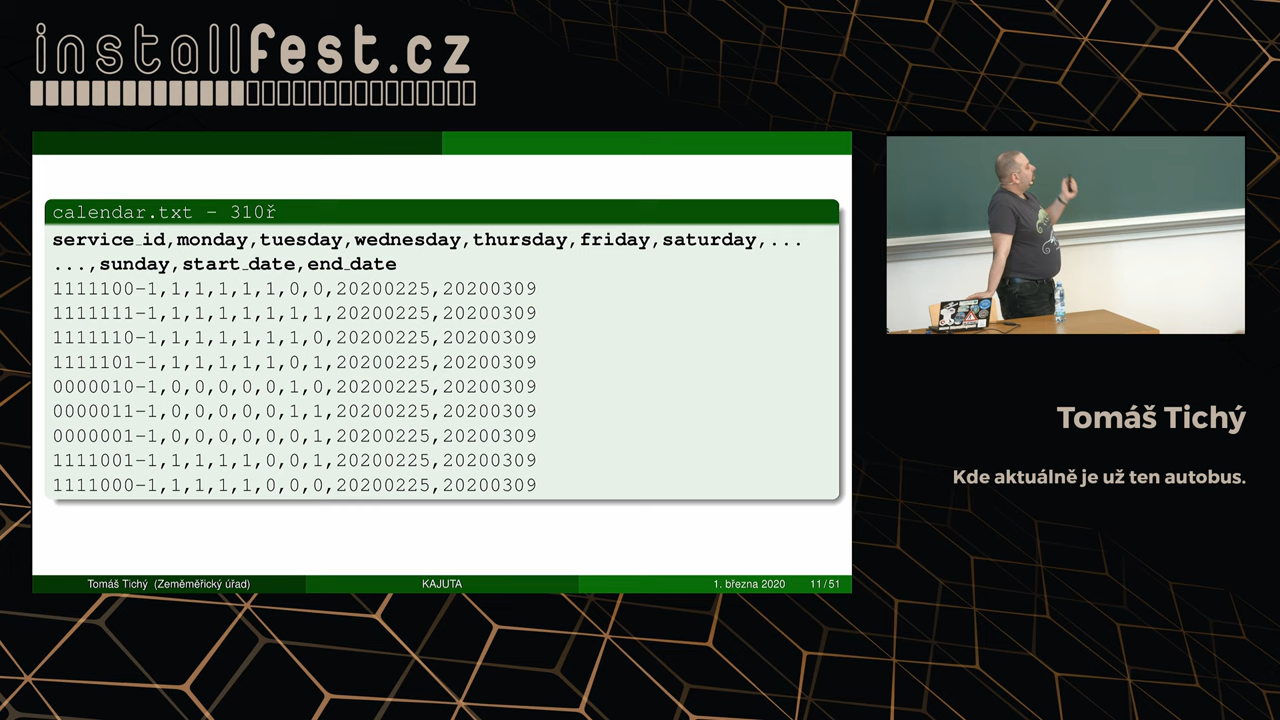 installfest.cz
calendar.txt - 310ř
service_id,monday,tuesday,wednesday,thursday,friday,saturday,...
...,sunday,start_date,end_date
1111100-1,1,1,1,1,1,0,0,20200225,20200309
1111111-1,1,1,1,1,1,1,1,20200225,20200309
1111110-1,1,1,1,1,1,1,0,20200225,20200309
1111101-1,1,1,1,1,1,0,1,20200225,20200309
0000010-1,0,0,0,0,0,1,0,20200225,20200309
0000011-1,0,0,0,0,0,1,1,20200225,20200309
0000001-1,0,0,0,0,0,0,1,20200225,20200309
1111001-1,1,1,1,1,0,0,1,20200225,20200309
1111000-1,1,1,1,1,0,0,0,20200225,20200309
Tomáš Tichý (Zeměměřický úřad) KAJUTA 1. března 2020 11/51
Tomáš Tichý
Kde aktuálně je už ten autobus.